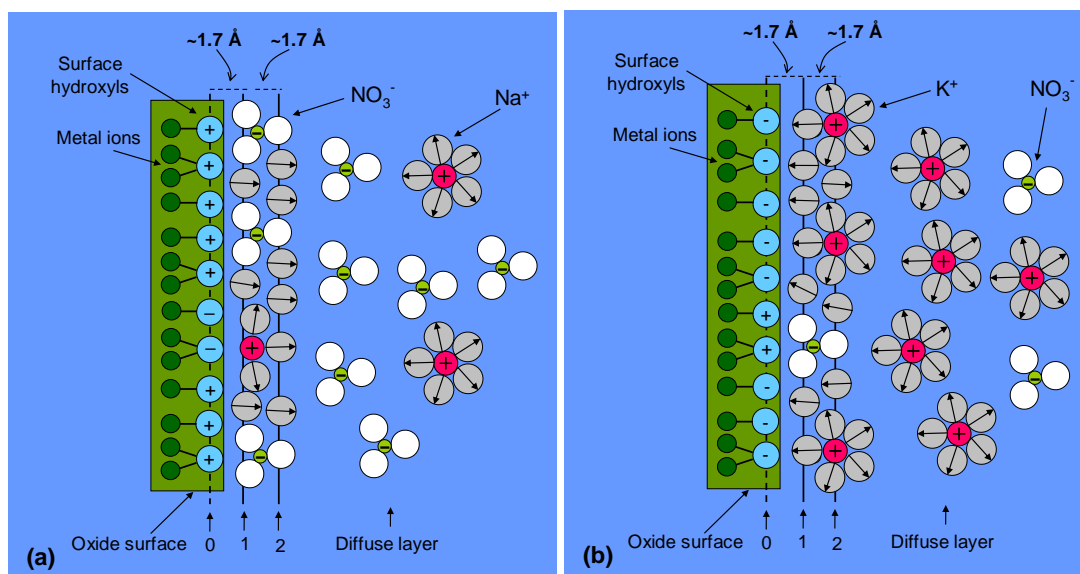 ~1.7 Å ~1.7 Å
Surface
hydroxyls
NO₃⁻
Na⁺
Metal ions
+
+
+
+
+
−
−
+
+
+
−
−
−
+
−
+
−
−
−
−
+
−
−
Oxide surface
0 1 2
Diffuse layer
(a)
~1.7 Å ~1.7 Å
Surface
hydroxyls
K⁺
NO₃⁻
Metal ions
-
-
-
-
-
+
+
-
-
-
+
+
−
+
+
+
+
−
−
+
+
Oxide surface
0 1 2
Diffuse layer
(b)